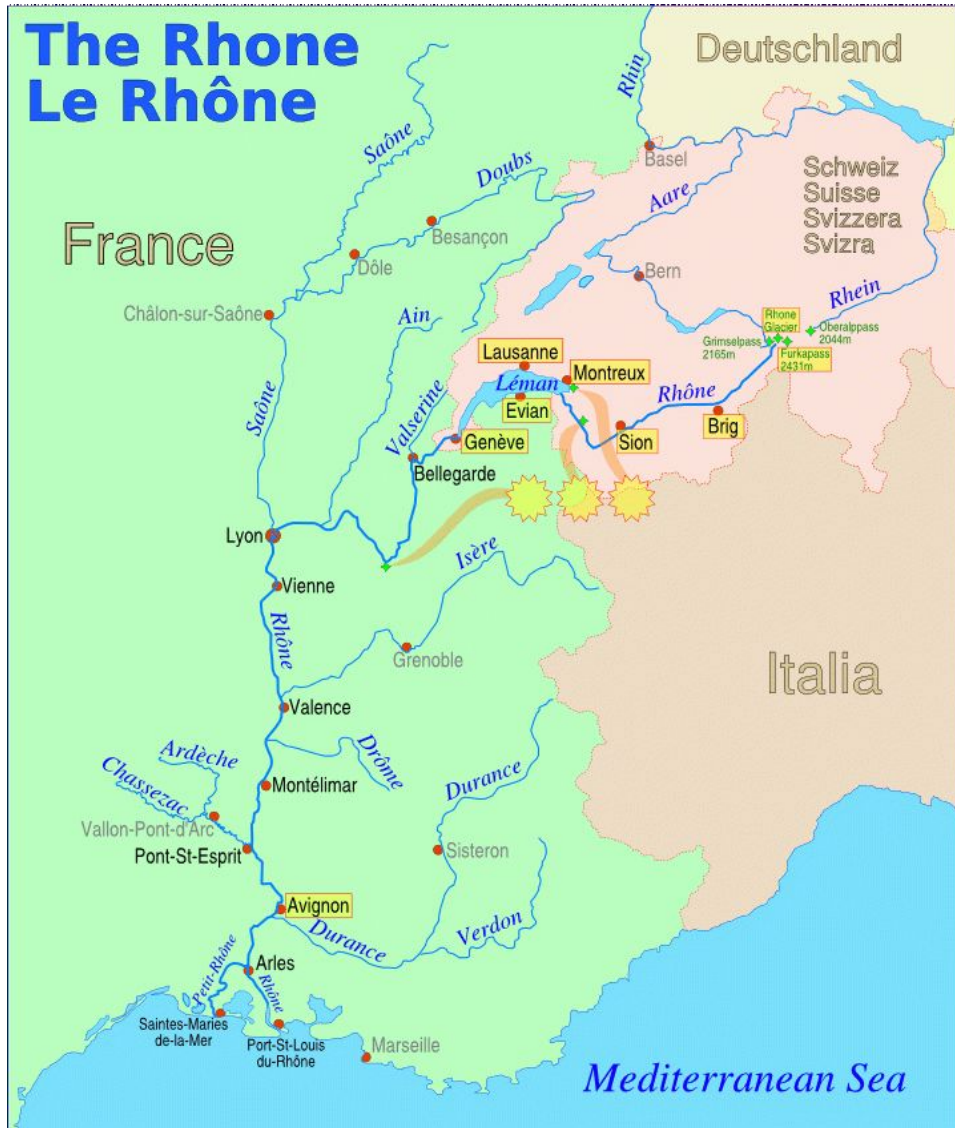 The Rhone
Le Rhône
Deutschland
Rhin
Saône
Doubs
Basel
Aare
Schweiz
Suisse
Svizzera
Svizra
France
Besançon
Dôle
Bern
Rhein
Châlon-sur-Saône
Ain
Rhone
Glacier
Oberalppass
2044m
Grimselpass
2165m
Furkapass
2431m
Lausanne
Léman
Montreux
Rhône
Saône
Valserine
Evian
Genève
Sion
Brig
Bellegarde
Lyon
Isère
Vienne
Rhône
Grenoble
Italia
Valence
Ardèche
Drôme
Chassezac
Montélimar
Durance
Vallon-Pont-d'Arc
Pont-St-Esprit
Sisteron
Avignon
Durance
Verdon
Petit-Rhône
Arles
Rhône
Saintes-Maries
de-la-Mer
Port-St-Louis
du-Rhône
Marseille
Mediterranean Sea